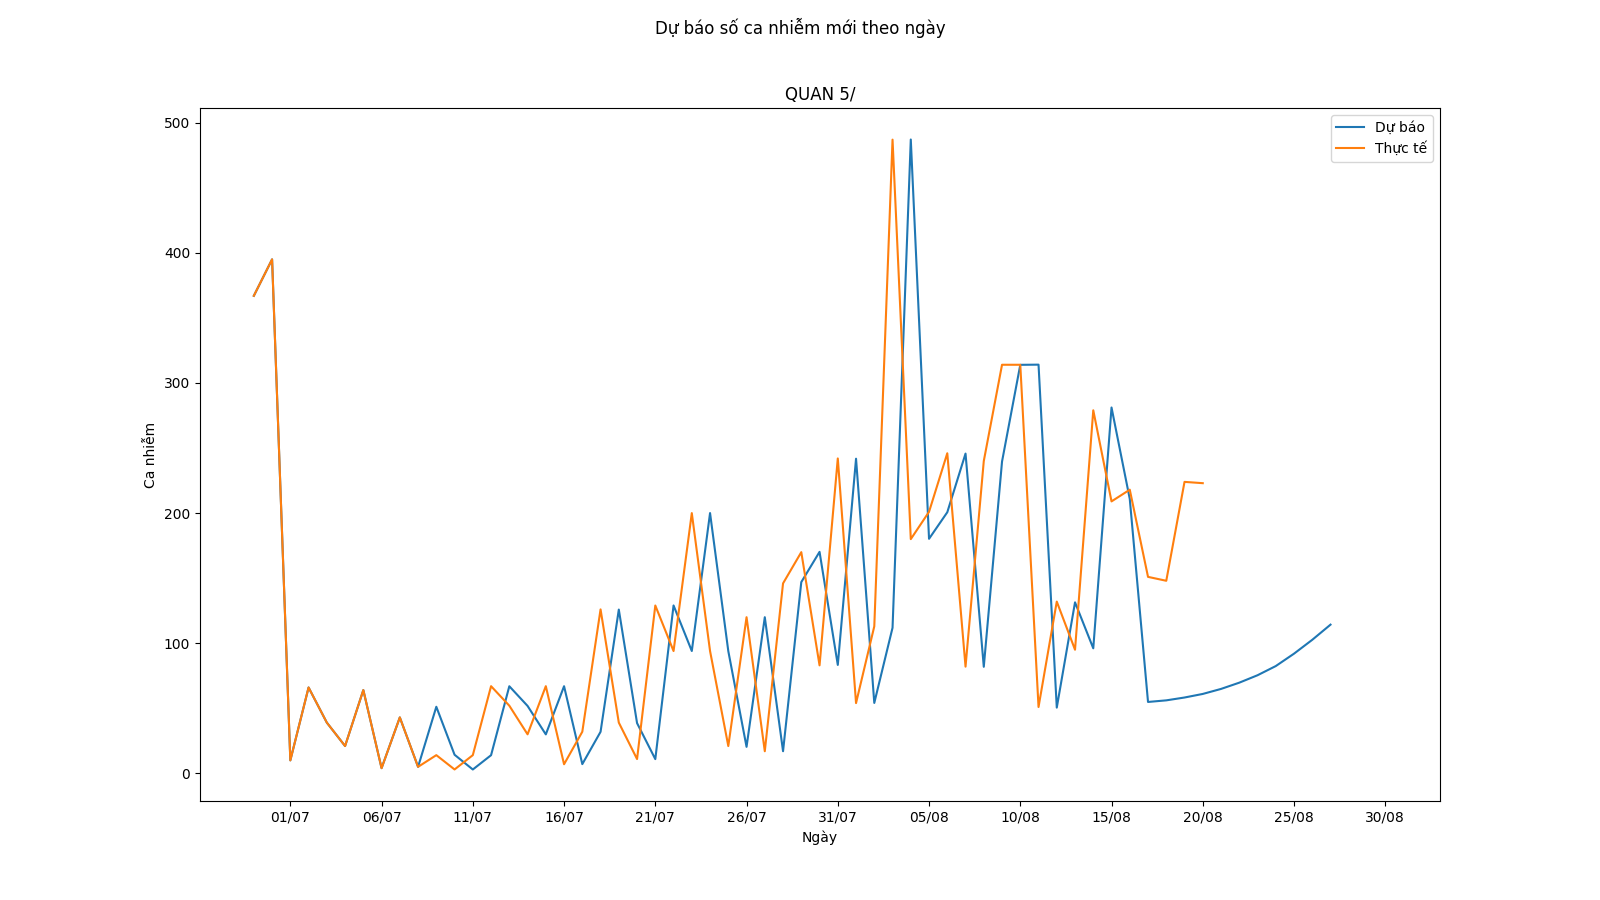 Dự báo số ca nhiễm mới theo ngày
QUAN 5/
Dự báo
Thực tế
500
400
300
200
100
0
Ca nhiễm
01/07 06/07 11/07 16/07 21/07 26/07 31/07 05/08 10/08 15/08 20/08 25/08 30/08
Ngày